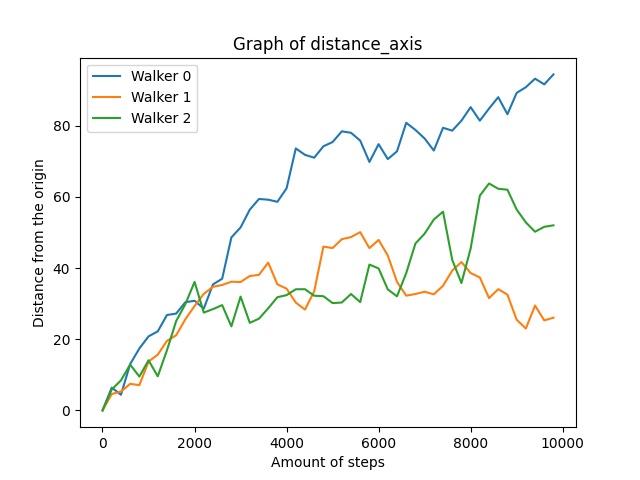 Graph of distance_axis
Walker 0
Walker 1
Walker 2
Distance from the origin
80
60
40
20
0
0 2000 4000 6000 8000 10000
Amount of steps